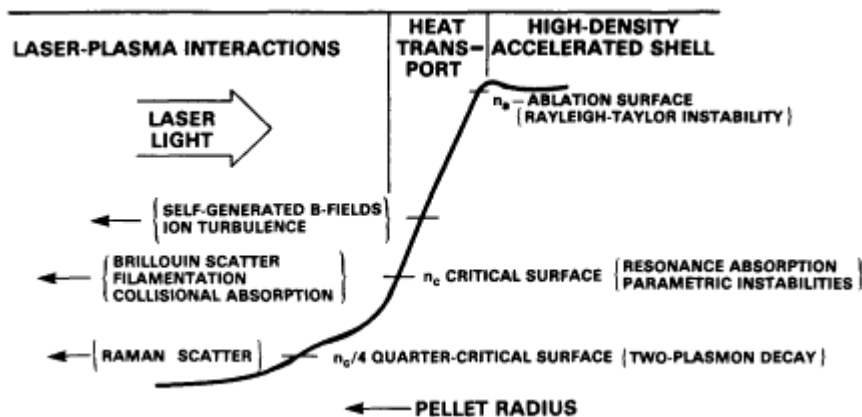 LASER-PLASMA INTERACTIONS
HEAT
TRANS-
PORT
HIGH-DENSITY
ACCELERATED SHELL
LASER
LIGHT
nₐ – ABLATION SURFACE
{RAYLEIGH-TAYLOR INSTABILITY}
{SELF-GENERATED B-FIELDS
ION TURBULENCE}
{BRILLOUIN SCATTER
FILAMENTATION
COLLISIONAL ABSORPTION}
n꜀ CRITICAL SURFACE
{RESONANCE ABSORPTION
PARAMETRIC INSTABILITIES}
{RAMAN SCATTER}
n꜀/4 QUARTER-CRITICAL SURFACE {TWO-PLASMON DECAY}
PELLET RADIUS